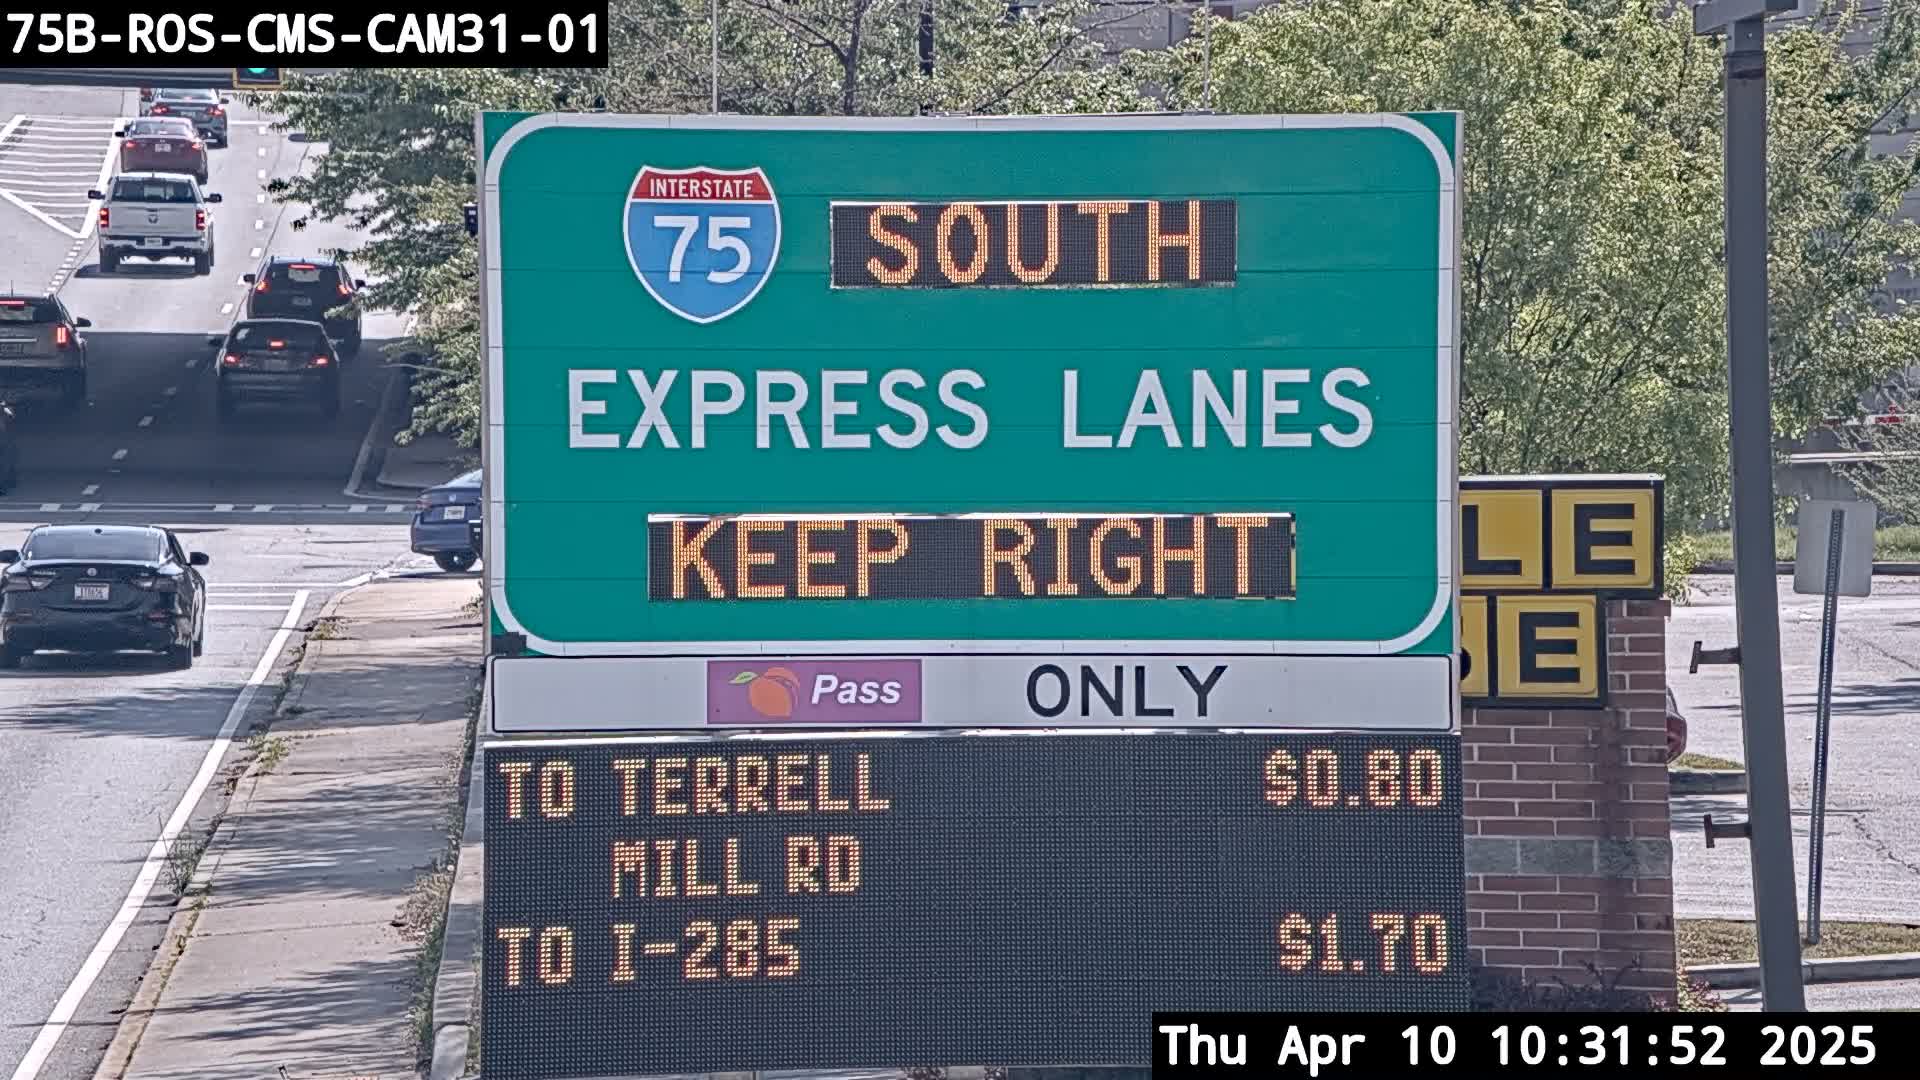 75B-ROS-CMS-CAM31-01
INTERSTATE
75
SOUTH
EXPRESS LANES
KEEP RIGHT
Pass ONLY
TO TERRELL $0.80
MILL RD
TO I-285 $1.70
LE
E
Thu Apr 10 10:31:52 2025